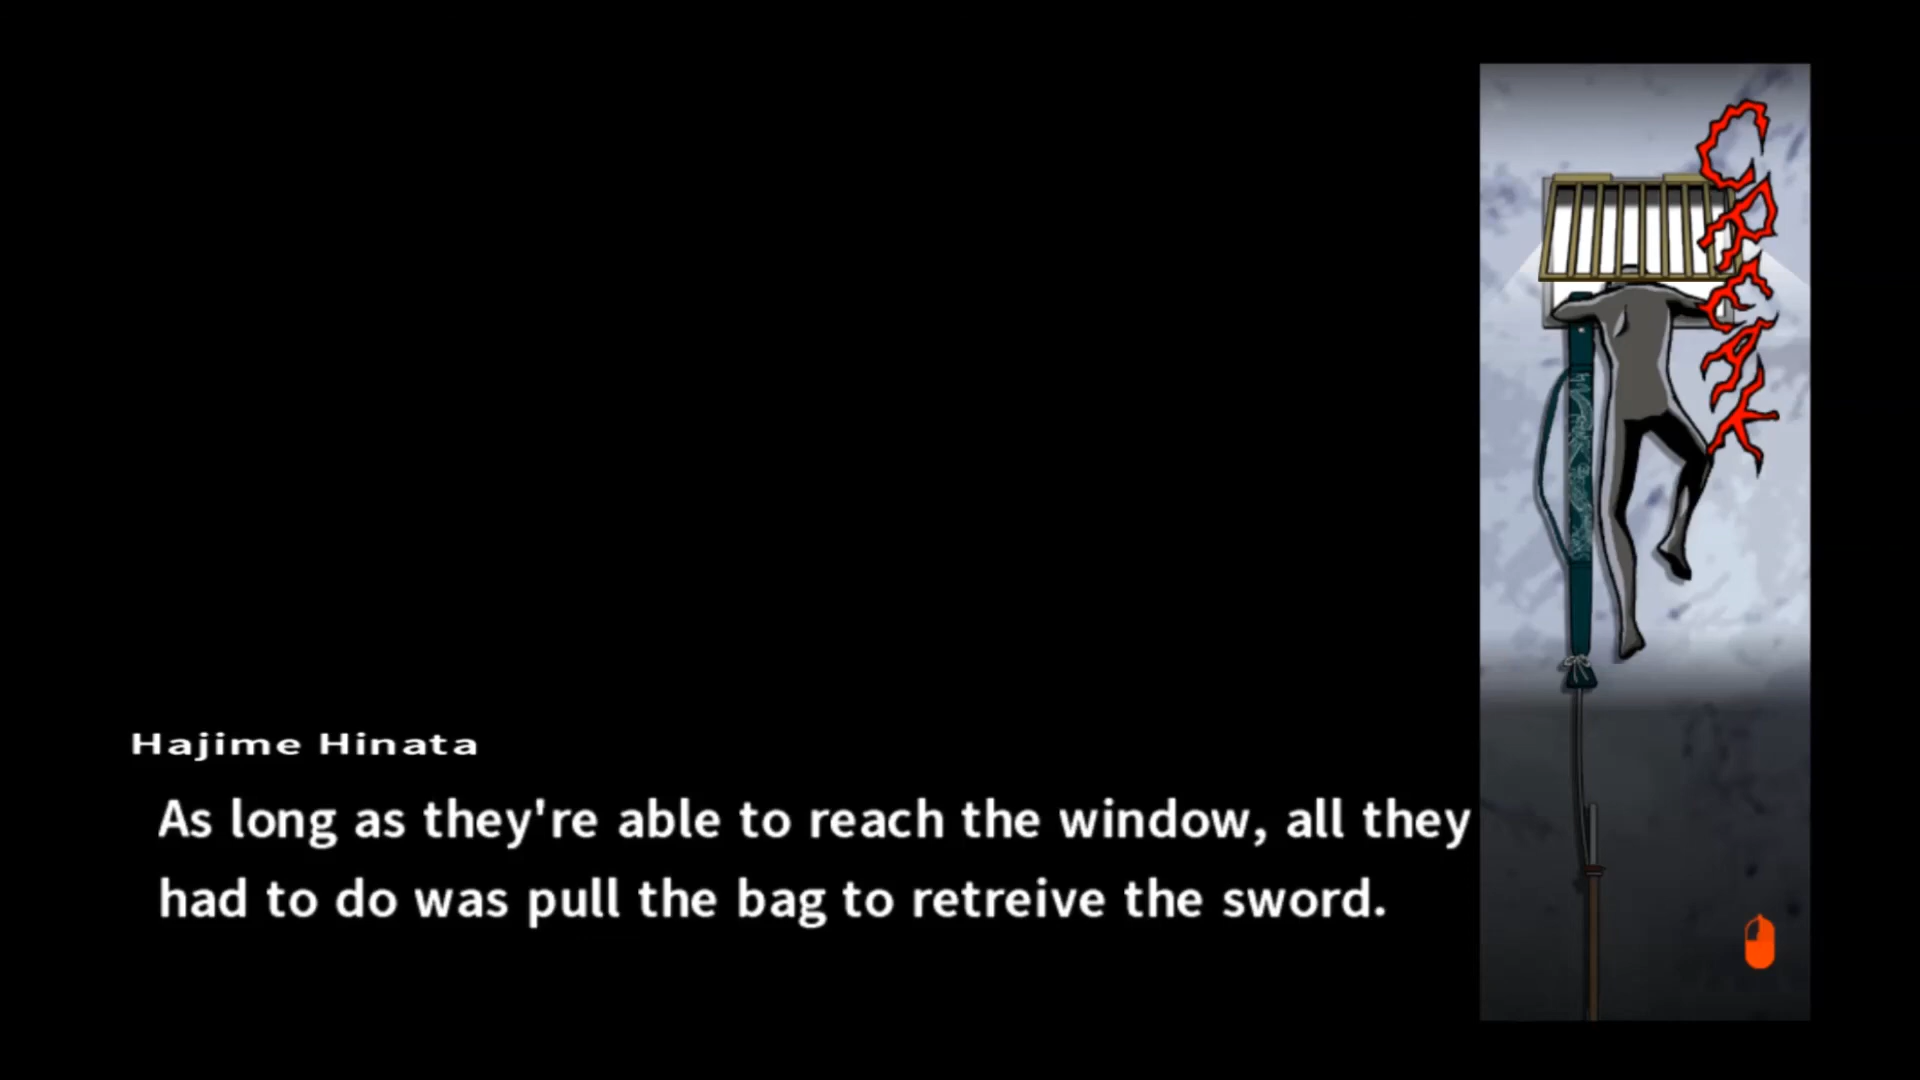 CRACK
Hajime Hinata
As long as they're able to reach the window, all they
had to do was pull the bag to retreive the sword.